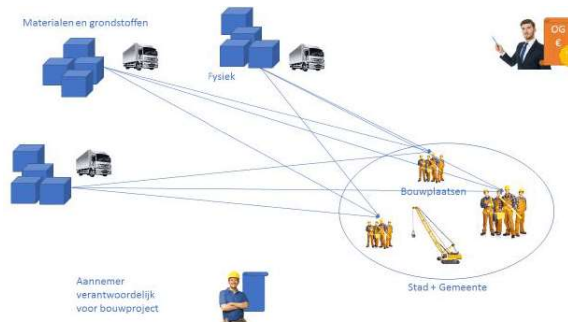 Materialen en grondstoffen
OG
€
Fysiek
Bouwplaatsen
Stad + Gemeente
Aannemer
verantwoordelijk
voor bouwproject